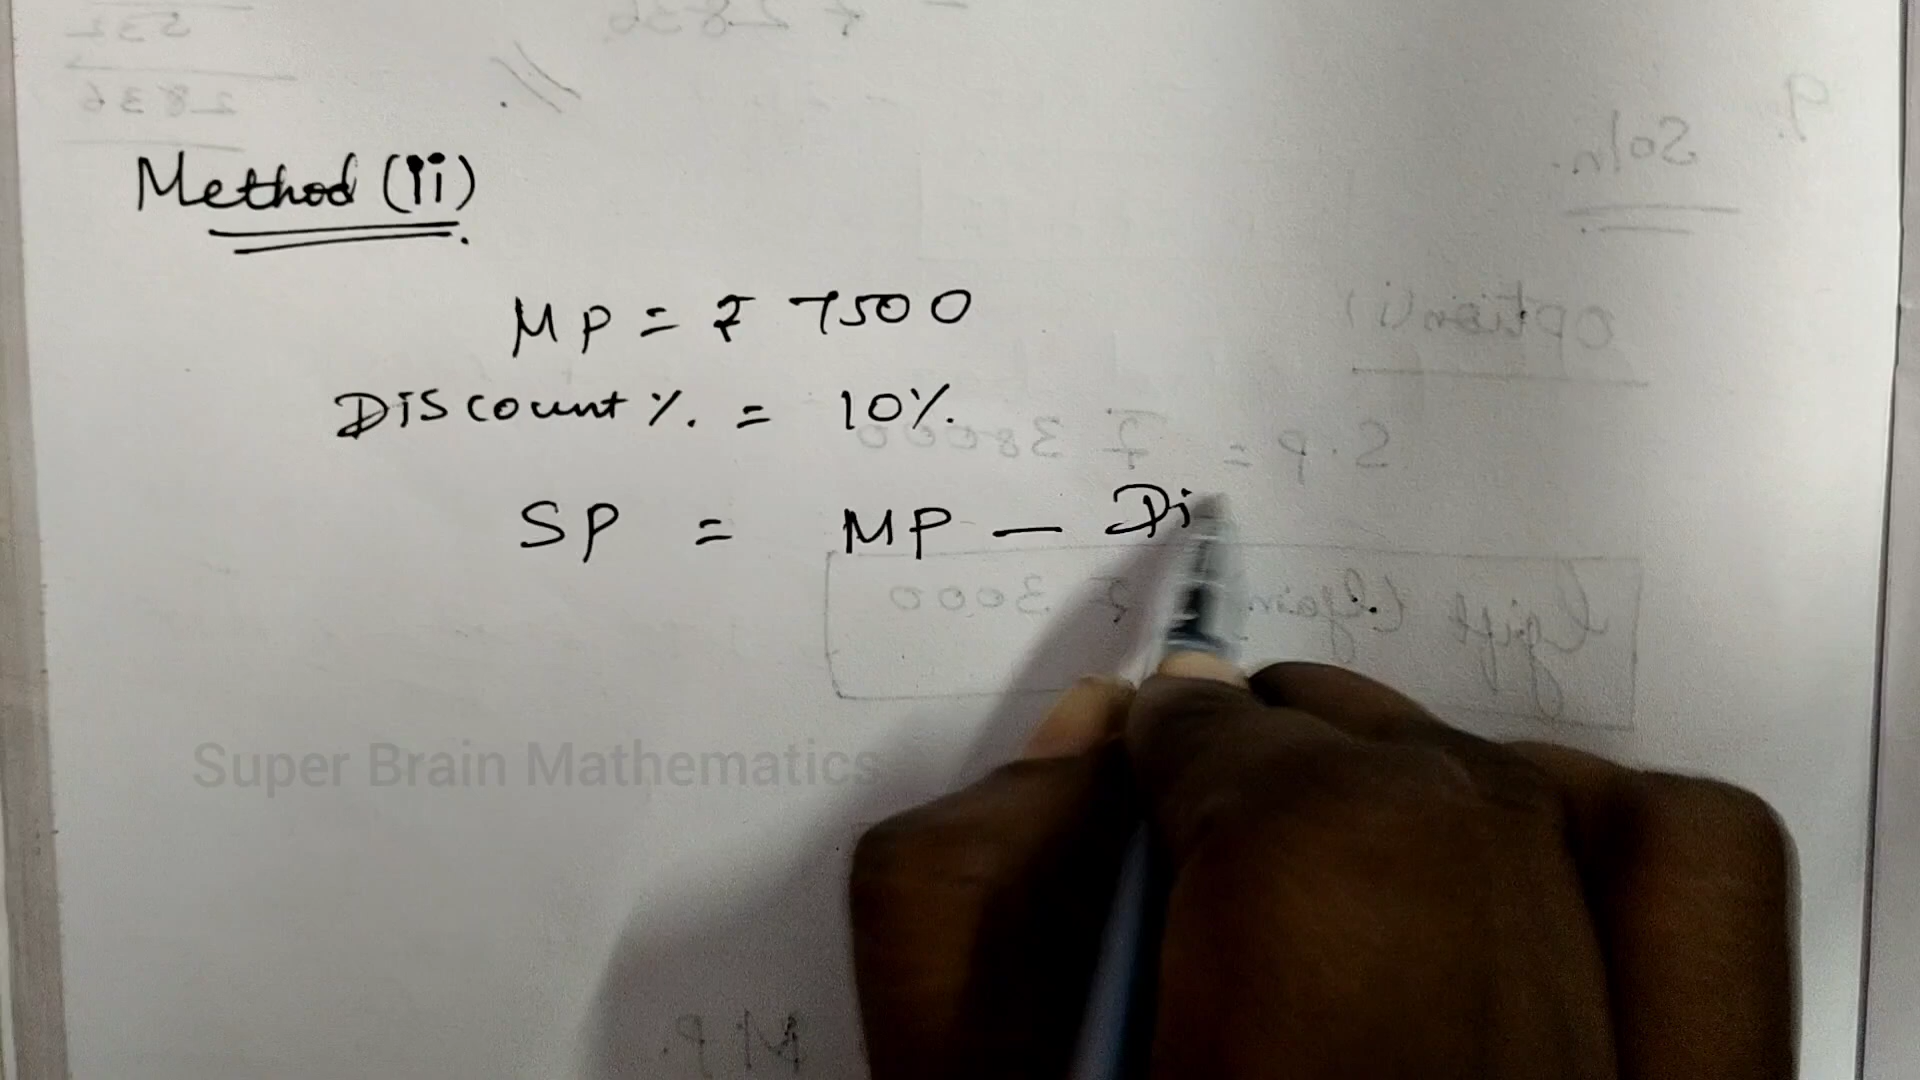 Method (ii)
MP = ₹ 7500
Discount %. = 10%.
SP = MP — Di
Super Brain Mathematics